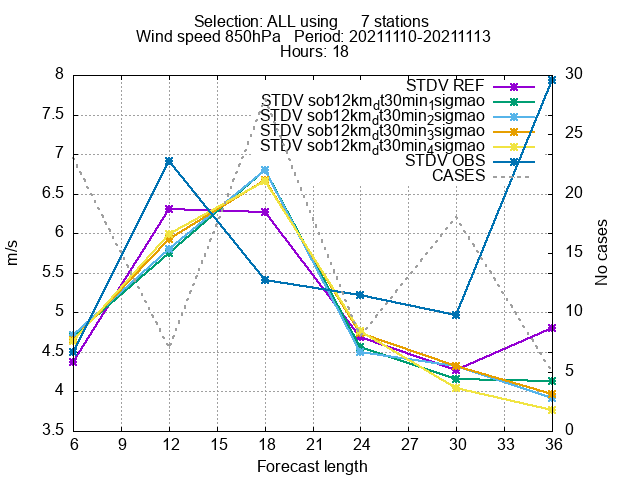 Selection: ALL using 7 stations
Wind speed 850hPa Period: 20211110-20211113
Hours: 18
8
7.5
7
6.5
6
5.5
5
4.5
4
3.5
m/s
STDV REF
STDV sob12km_dt30min_1sigmao
STDV sob12km_dt30min_2sigmao
STDV sob12km_dt30min_3sigmao
STDV sob12km_dt30min_4sigmao
STDV OBS
CASES
30
25
20
15
10
5
0
No cases
6 9 12 15 18 21 24 27 30 33 36
Forecast length